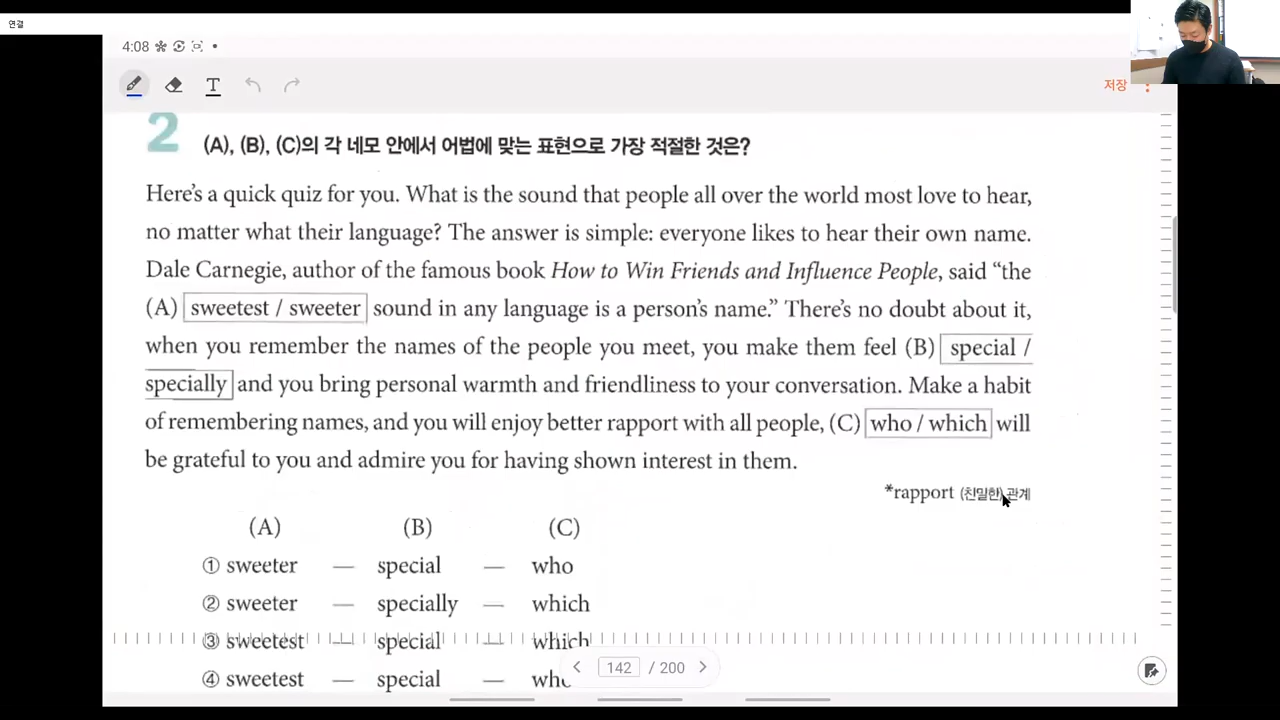 연결
4:08
저장
2 (A), (B), (C)의 각 네모 안에서 어법에 맞는 표현으로 가장 적절한 것은?
Here's a quick quiz for you. What is the sound that people all over the world most love to hear,
no matter what their language? The answer is simple: everyone likes to hear their own name.
Dale Carnegie, author of the famous book How to Win Friends and Influence People, said “the
(A) sweetest / sweeter sound in any language is a person's name.” There's no doubt about it,
when you remember the names of the people you meet, you make them feel (B) special /
specially and you bring personal warmth and friendliness to your conversation. Make a habit
of remembering names, and you will enjoy better rapport with all people, (C) who / which will
be grateful to you and admire you for having shown interest in them.
*rapport (친밀한) 관계
(A) (B) (C)
① sweeter — special — who
② sweeter — specially — which
③ sweetest — special — which
④ sweetest — special — who
142 / 200